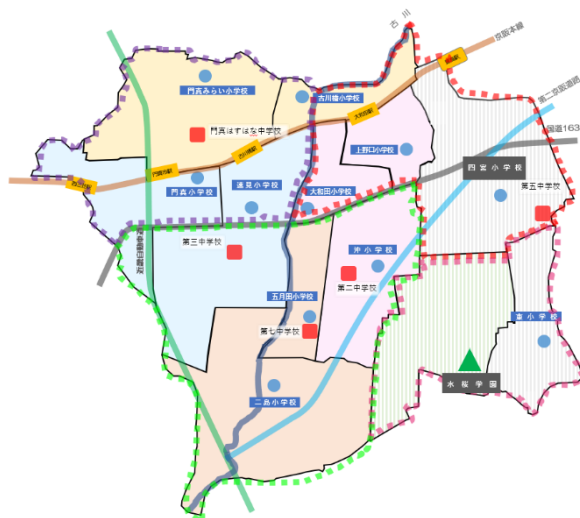 古川
京阪本線
門真みらい小学校
古川橋小学校
第二京阪道路
国道163
門真はすはな中学校
大和田駅
古川橋駅
上野口小学校
四宮小学校
門真市駅
門真小学校
速見小学校
大和田小学校
第五中学校
第三中学校
沖小学校
第二中学校
五月田小学校
第七中学校
東小学校
水桜学園
二島小学校